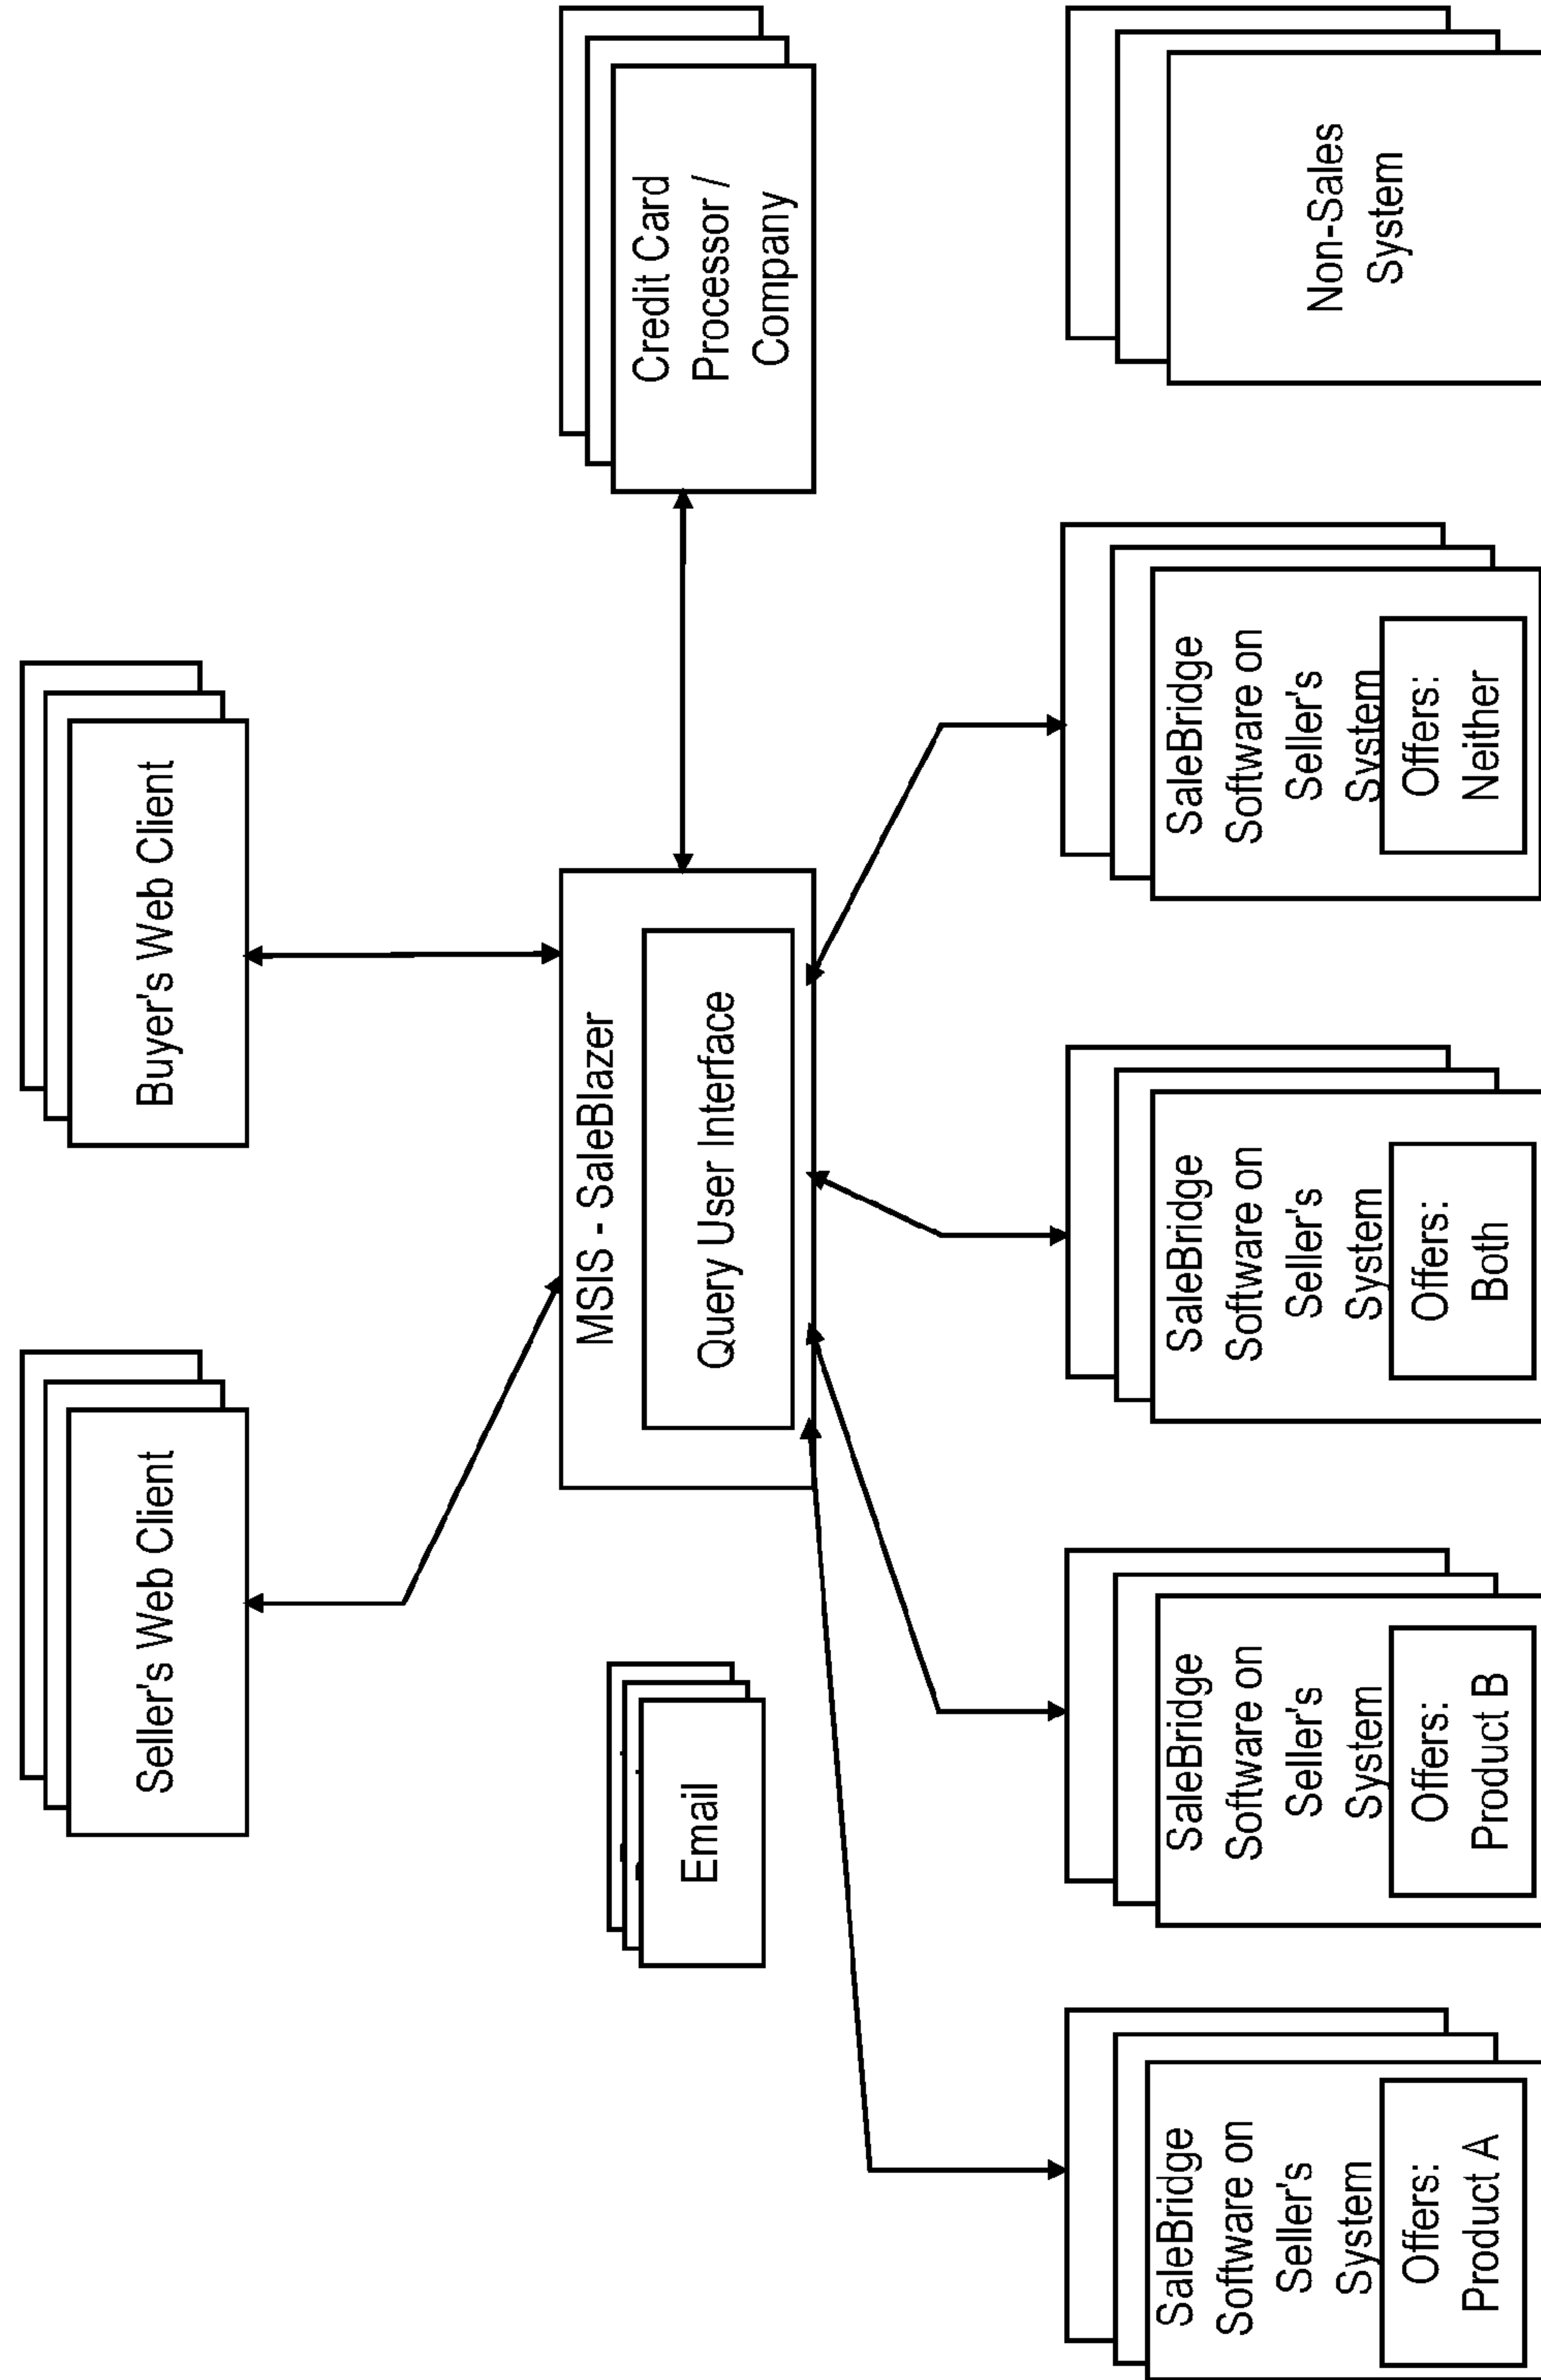 Seller's Web Client
Buyer's Web Client
Email
MSIS - SaleBlazer
Query User Interface
Credit Card
Processor /
Company
SaleBridge
Software on
Seller's
System
Offers:
Product A
SaleBridge
Software on
Seller's
System
Offers:
Product B
SaleBridge
Software on
Seller's
System
Offers:
Both
SaleBridge
Software on
Seller's
System
Offers:
Neither
Non-Sales
System